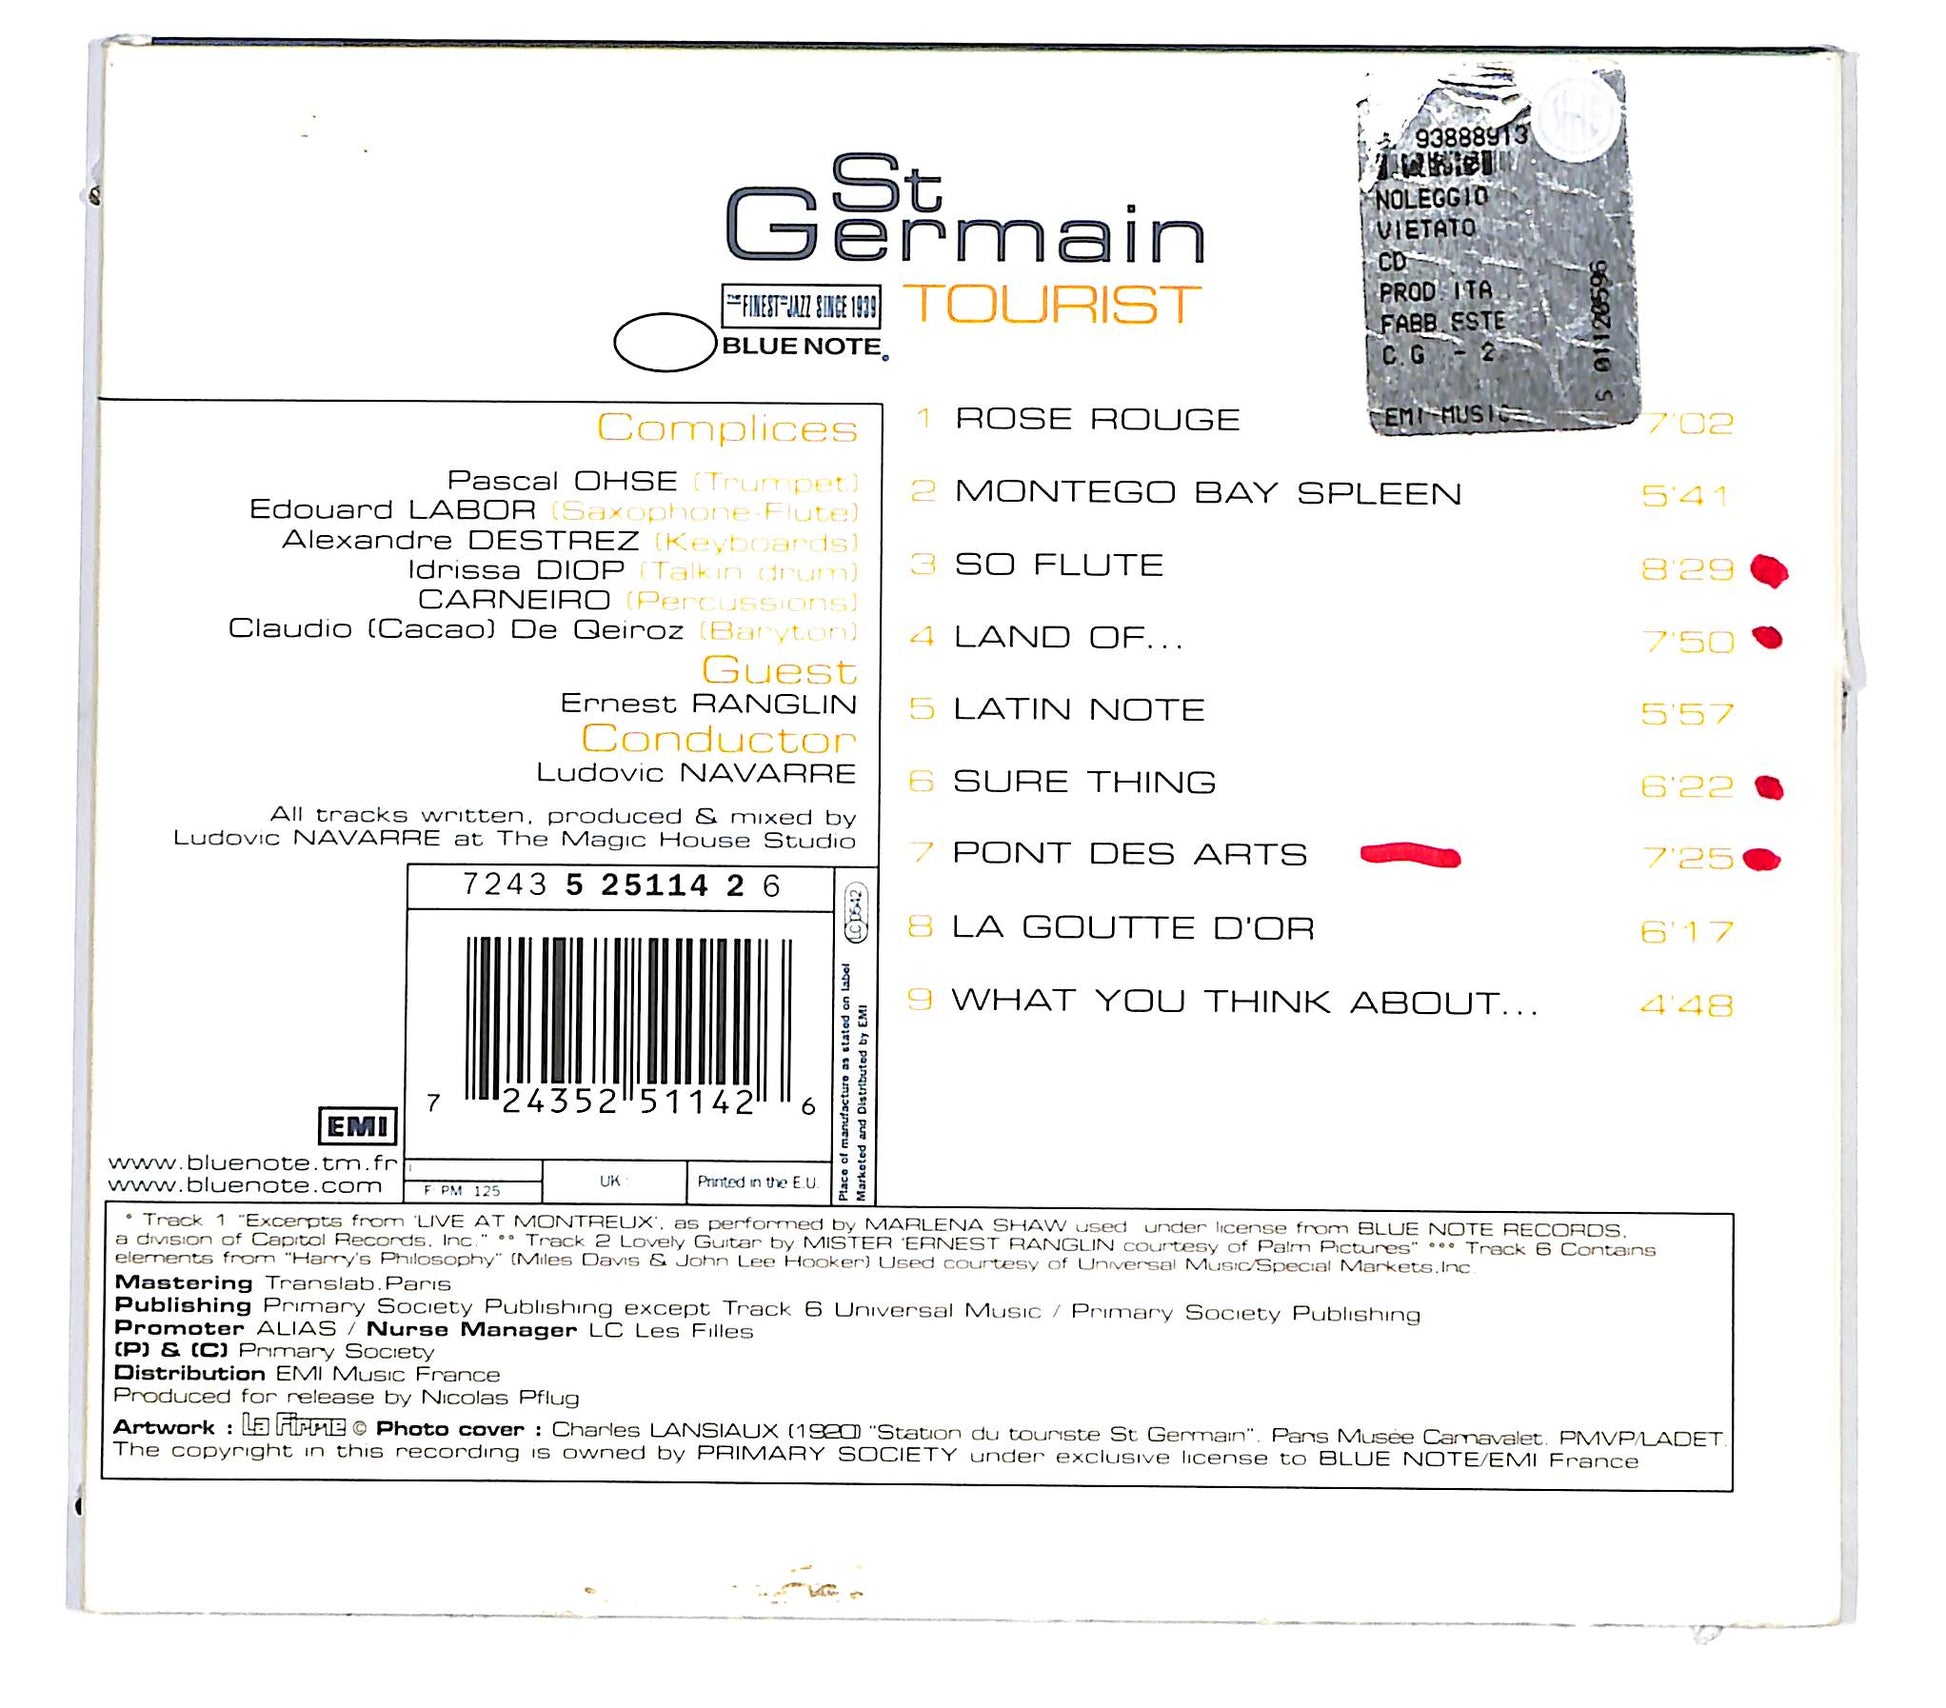 St
Germain
THE FINEST IN JAZZ SINCE 1939
BLUE NOTE
TOURIST
93888913
NOLEGGIO
VIETATO
CD
PROD ITA
FABB.ESTE
C.G - 2
EMI MUSIC
S 01120596
Complices
Pascal OHSE (Trumpet)
Edouard LABOR (Saxophone-Flute)
Alexandre DESTREZ (Keyboards)
Idrissa DIOP (Talkin drum)
CARNEIRO (Percussions)
Claudio (Cacao) De Qeiroz (Baryton)
Guest
Ernest RANGLIN
Conductor
Ludovic NAVARRE
All tracks written, produced & mixed by
Ludovic NAVARRE at The Magic House Studio
1 ROSE ROUGE 7'02
2 MONTEGO BAY SPLEEN 5'41
3 SO FLUTE 8'29
4 LAND OF... 7'50
5 LATIN NOTE 5'57
6 SURE THING 6'22
7 PONT DES ARTS 7'25
8 LA GOUTTE D'OR 6'17
9 WHAT YOU THINK ABOUT... 4'48
7243 5 25114 2 6
7 24352 51142 6
LC 0542
Place of manufacture as stated on label
Marketed and Distributed by EMI
EMI
www.bluenote.tm.fr
www.bluenote.com
F PM 125
UK :
Printed in the E.U.
* Track 1 "Excerpts from 'LIVE AT MONTREUX', as performed by MARLENA SHAW used under license from BLUE NOTE RECORDS,
a division of Capitol Records, Inc." ** Track 2 Lovely Guitar by MISTER 'ERNEST RANGLIN courtesy of Palm Pictures" *** Track 6 Contains
elements from "Harry's Philosophy" (Miles Davis & John Lee Hooker) Used courtesy of Universal Music/Special Markets,Inc.
Mastering Translab.Paris
Publishing Primary Society Publishing except Track 6 Universal Music / Primary Society Publishing
Promoter ALIAS / Nurse Manager LC Les Filles
(P) & (C) Primary Society
Distribution EMI Music France
Produced for release by Nicolas Pflug
Artwork : La Firme © Photo cover : Charles LANSIAUX (1920) "Station du touriste St Germain". Paris Musée Carnavalet. PMVP/LADET.
The copyright in this recording is owned by PRIMARY SOCIETY under exclusive license to BLUE NOTE/EMI France